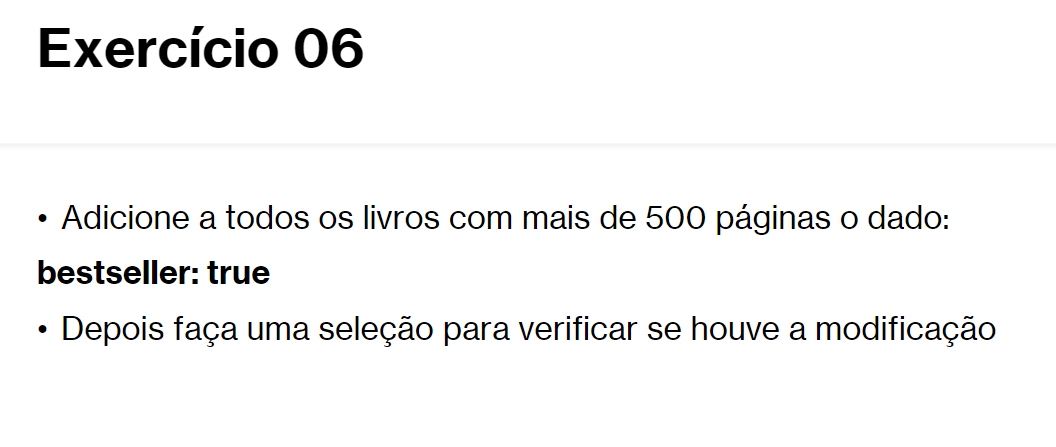 Exercício 06
• Adicione a todos os livros com mais de 500 páginas o dado:
bestseller: true
• Depois faça uma seleção para verificar se houve a modificação